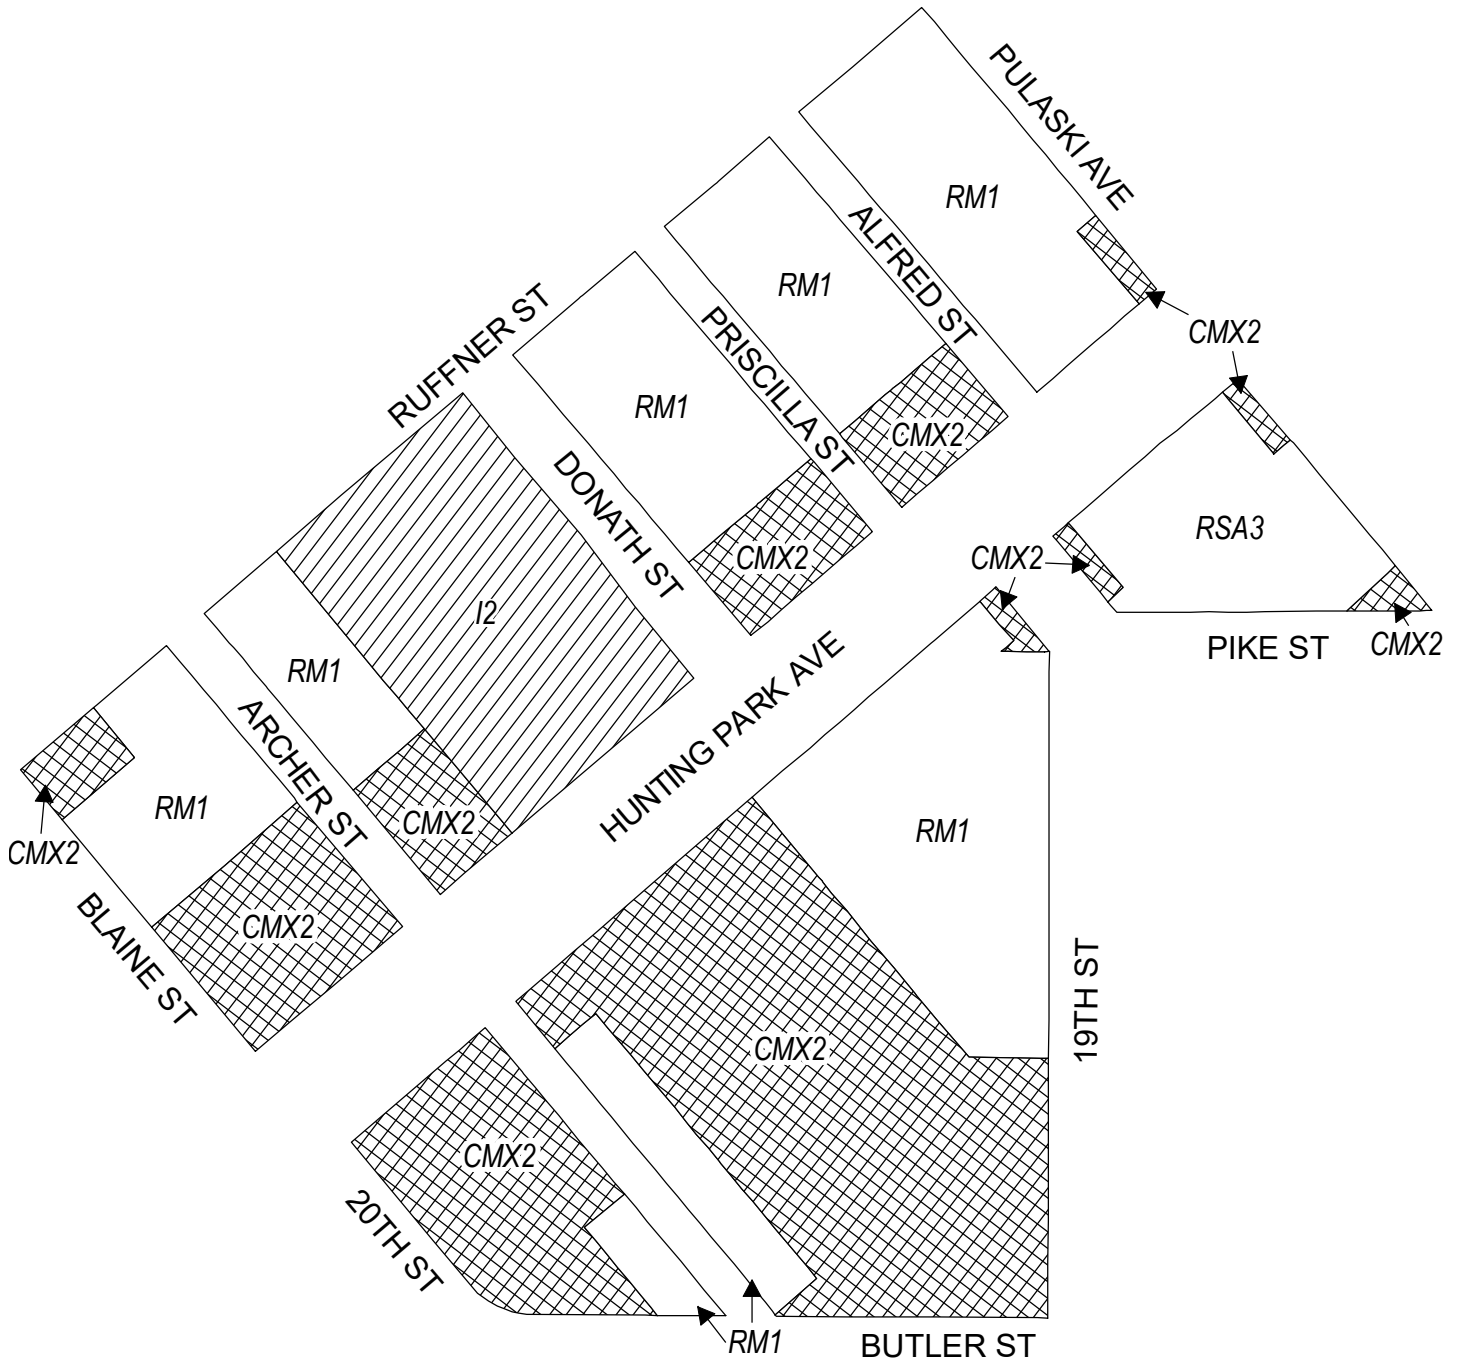 PULASKI AVE
RM1
ALFRED ST
RM1
CMX2
RUFFNER ST
PRISCILLA ST
RM1
CMX2
DONATH ST
CMX2
RSA3
CMX2
I2
PIKE ST
CMX2
RM1
ARCHER ST
HUNTING PARK AVE
RM1
CMX2
RM1
CMX2
CMX2
BLAINE ST
19TH ST
CMX2
CMX2
20TH ST
RM1
BUTLER ST